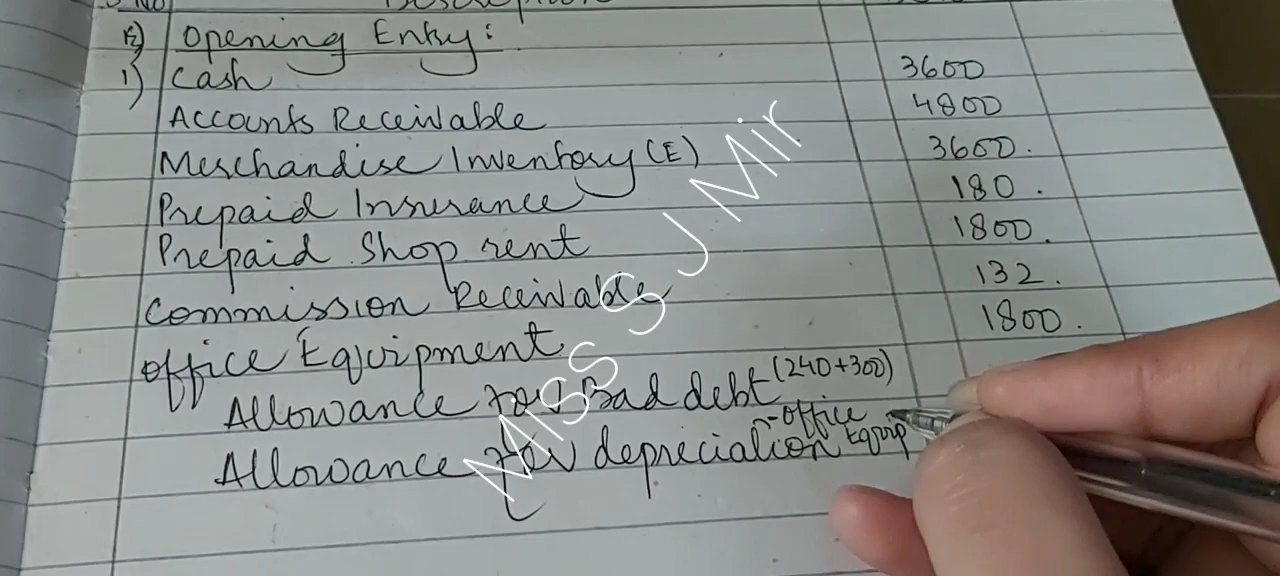 Description
R) Opening Entry:
1) Cash 3600
Accounts Receivable 4800
Merchandise Inventory (E) 3600.
Prepaid Insurance 180.
Prepaid Shop rent 1800.
Commission Receivable 132.
Office Equipment 1800.
Allowance for Bad debt (240+300)
Allowance for depreciation - office Equip
Miss S J Mir